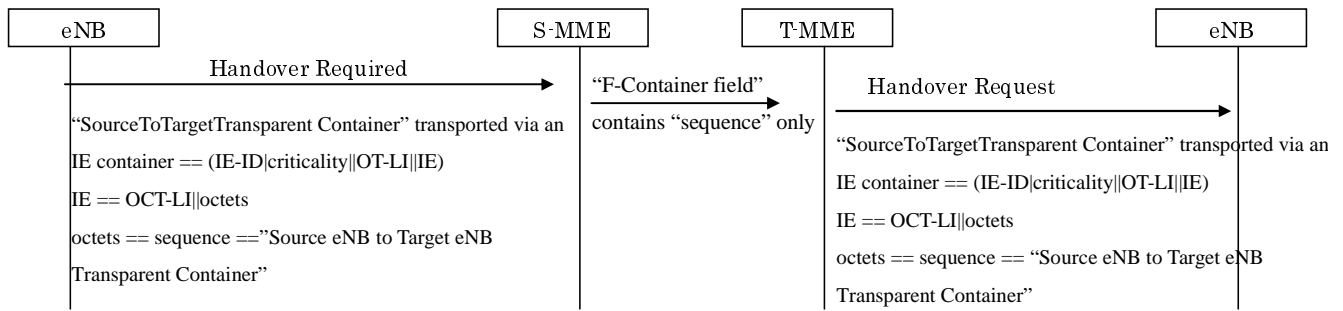 eNB
S-MME
T-MME
eNB
Handover Required
“SourceToTargetTransparent Container” transported via an
IE container == (IE-ID|criticality||OT-LI||IE)
IE == OCT-LI||octets
octets == sequence ==”Source eNB to Target eNB
Transparent Container”
“F-Container field”
contains “sequence” only
Handover Request
“SourceToTargetTransparent Container” transported via an
IE container == (IE-ID|criticality||OT-LI||IE)
IE == OCT-LI||octets
octets == sequence == “Source eNB to Target eNB
Transparent Container”